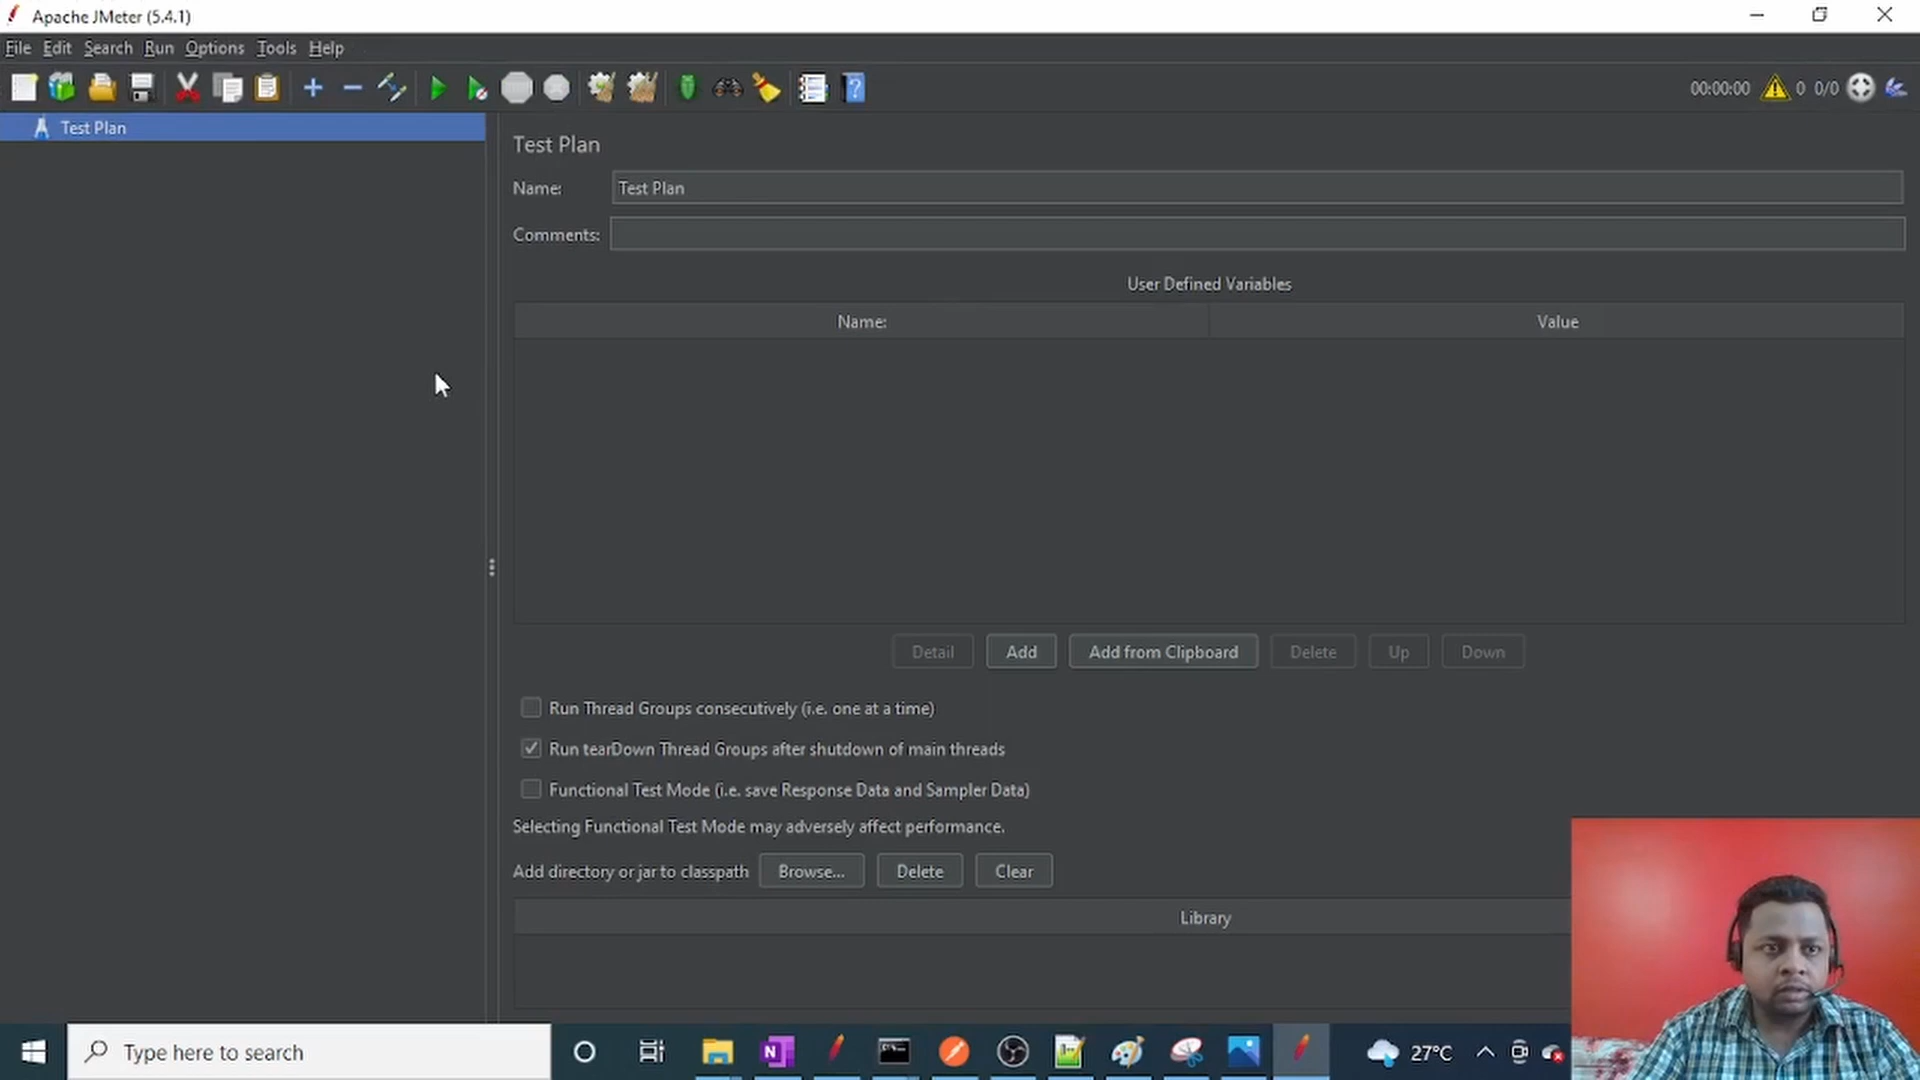 Apache JMeter (5.4.1)
File Edit Search Run Options Tools Help
00:00:00 0 0/0
Test Plan
Test Plan
Name: Test Plan
Comments:
User Defined Variables
Name: Value
Detail Add Add from Clipboard Delete Up Down
Run Thread Groups consecutively (i.e. one at a time)
Run tearDown Thread Groups after shutdown of main threads
Functional Test Mode (i.e. save Response Data and Sampler Data)
Selecting Functional Test Mode may adversely affect performance.
Add directory or jar to classpath Browse... Delete Clear
Library
Type here to search
27°C